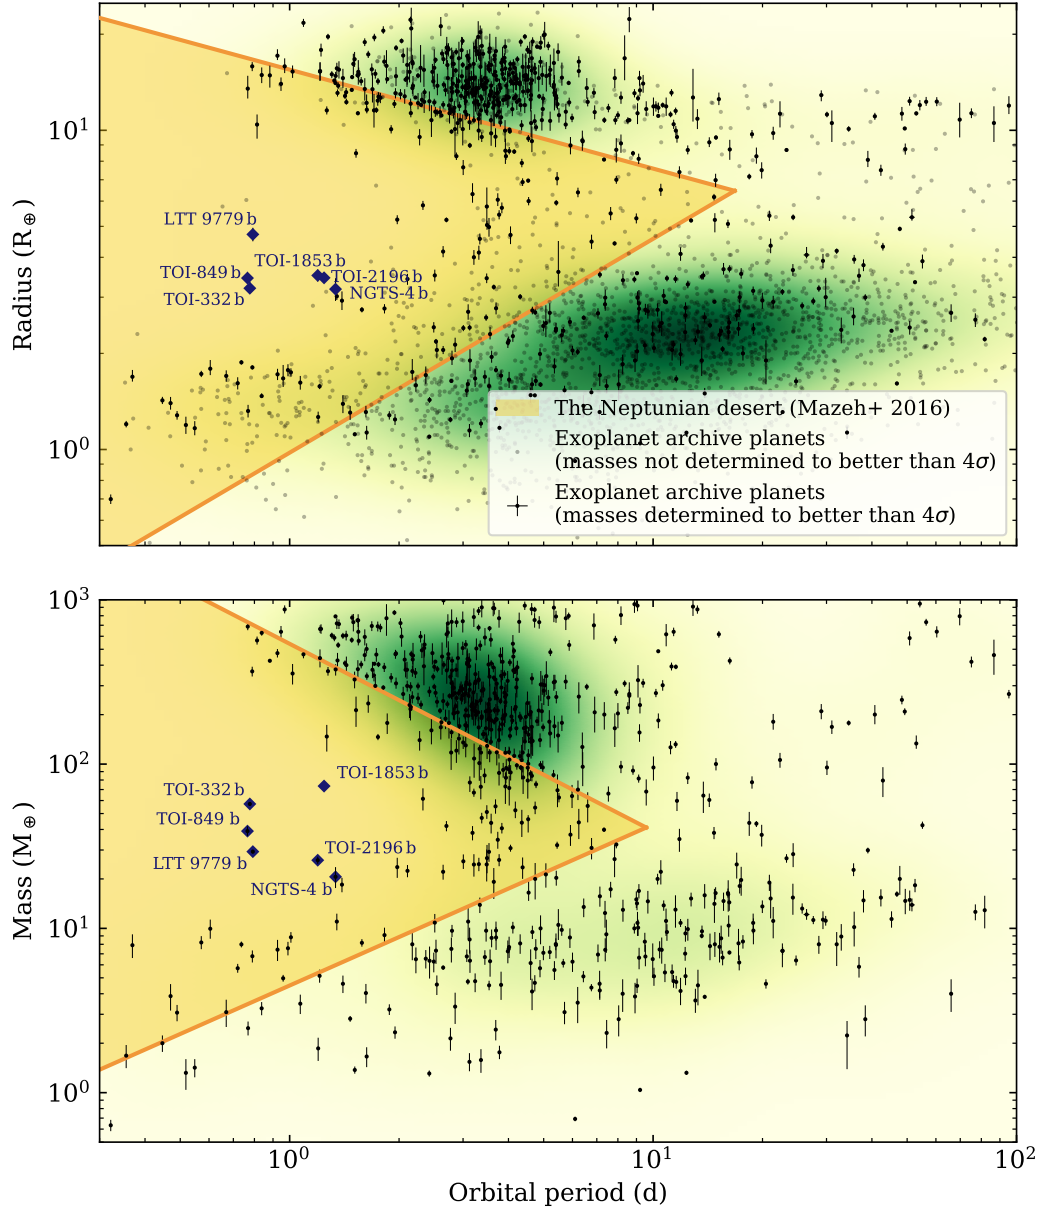 10¹
10⁰
Radius (R⊕)
LTT 9779 b
TOI-1853 b
TOI-849 b
TOI-2196 b
TOI-332 b
NGTS-4 b
The Neptunian desert (Mazeh+ 2016)
Exoplanet archive planets
(masses not determined to better than 4σ)
Exoplanet archive planets
(masses determined to better than 4σ)
10³
10²
10¹
10⁰
Mass (M⊕)
TOI-1853 b
TOI-332 b
TOI-849 b
TOI-2196 b
LTT 9779 b
NGTS-4 b
10⁰
10¹
10²
Orbital period (d)